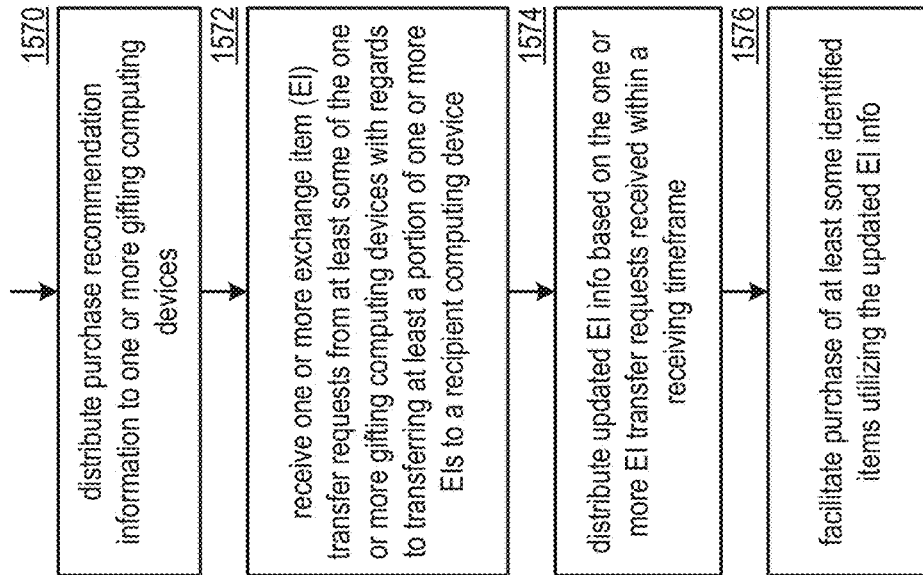 1570
distribute purchase recommendation
information to one or more gifting computing
devices
1572
receive one or more exchange item (EI)
transfer requests from at least some of the one
or more gifting computing devices with regards
to transferring at least a portion of one or more
EIs to a recipient computing device
1574
distribute updated EI info based on the one or
more EI transfer requests received within a
receiving timeframe
1576
facilitate purchase of at least some identified
items utilizing the updated EI info